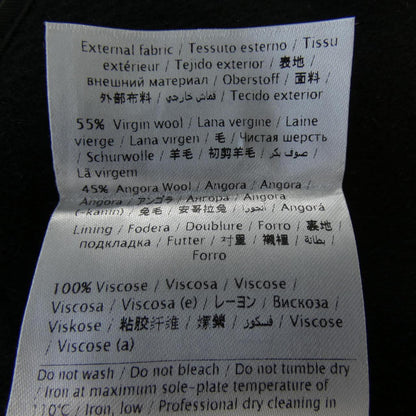 External fabric / Tessuto esterno / Tissu
extérieur / Tejido exterior / 表地 /
внешний материал / Oberstoff / 面料 /
外部布料 / قماش خارجي / Tecido exterior
55% Virgin wool / Lana vergine / Laine
vierge / Lana virgen / 毛 / Чистая шерсть
/ Schurwolle / 羊毛 / 初剪羊毛 / صوف بكر /
Lã virgem
45% Angora Wool / Angora / Angora /
Angora / アンゴラ / Ангора / Angora
(-kanin) / 兔毛 / 安哥拉兔 / انجورا / Angorá
Lining / Fodera / Doublure / Forro / 裏地 /
подкладка / Futter / 衬里 / 襯裡 / بطانة /
Forro
100% Viscose / Viscosa / Viscose /
Viscosa / Viscosa (e) / レーヨン / Вискоза /
Viskose / 粘胶纤维 / 嫘縈 / فسكوز / Viscose
/ Viscose (a)
Do not wash / Do not bleach / Do not tumble dry
/ Iron at maximum sole-plate temperature of
110°C / Iron, low / Professional dry cleaning in